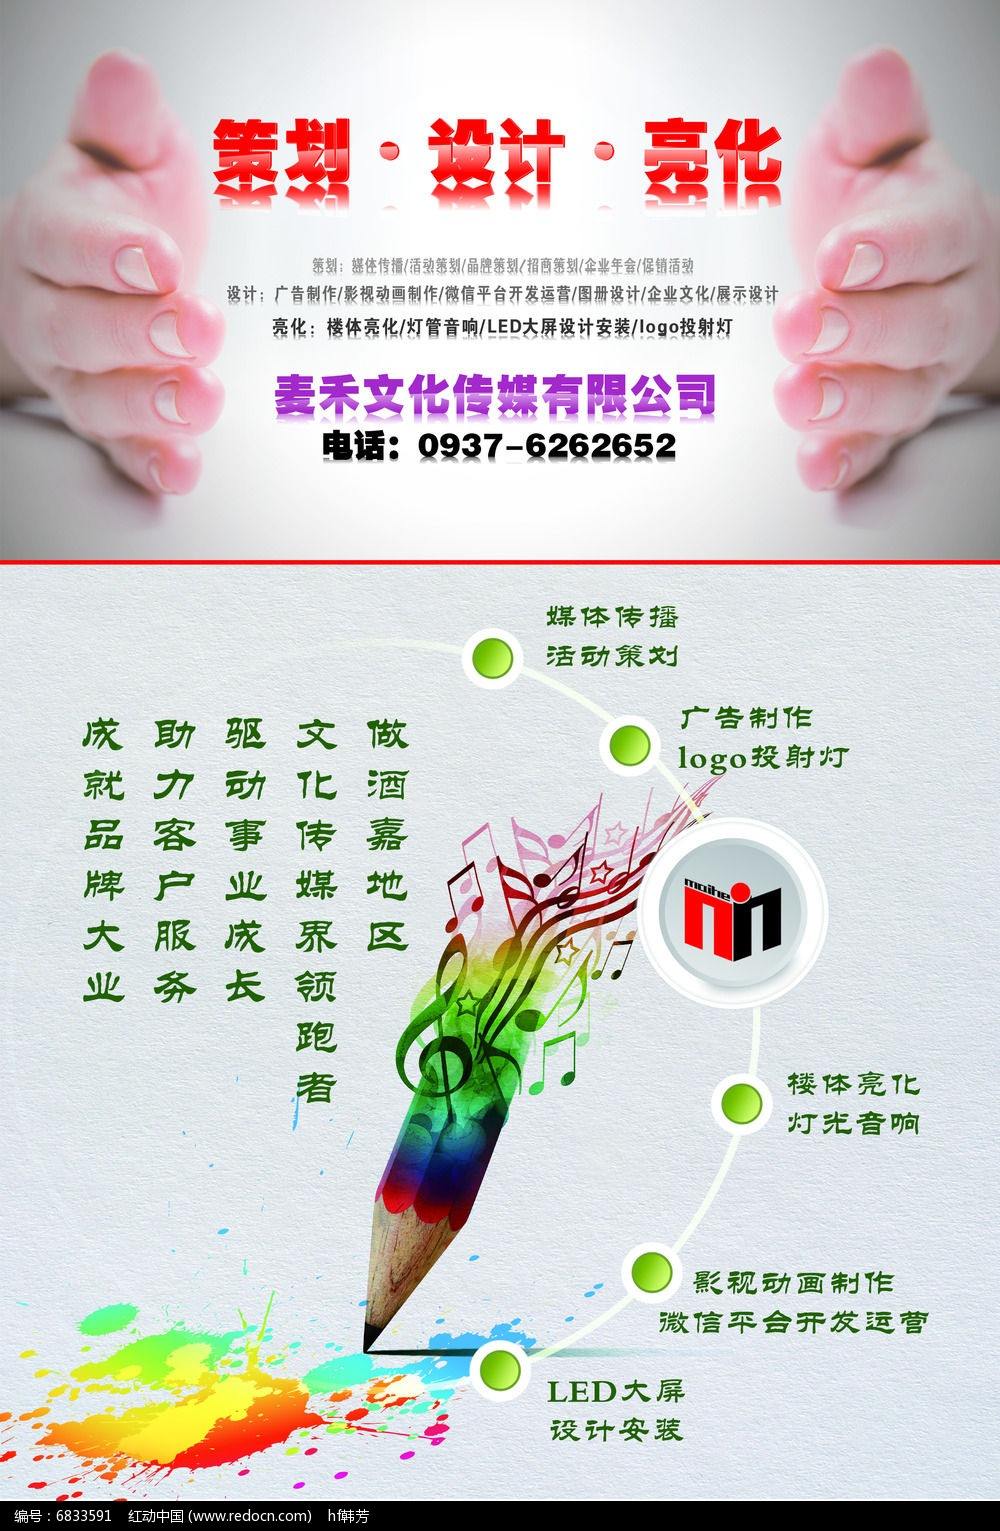 策划·设计·亮化
策划：媒体传播/活动策划/品牌策划/招商策划/企业年会/促销活动
设计：广告制作/影视动画制作/微信平台开发运营/图册设计/企业文化/展示设计
亮化：楼体亮化/灯管音响/LED大屏设计安装/logo投射灯
麦禾文化传媒有限公司
电话：0937-6262652
媒体传播
活动策划
广告制作
logo投射灯
做酒嘉地区
文化传媒界领跑者
驱动事业成长
助力客户服务
成就品牌大业
maihe
楼体亮化
灯光音响
影视动画制作
微信平台开发运营
LED大屏
设计安装
编号：6833591 红动中国 (www.redocn.com) hf韩芳